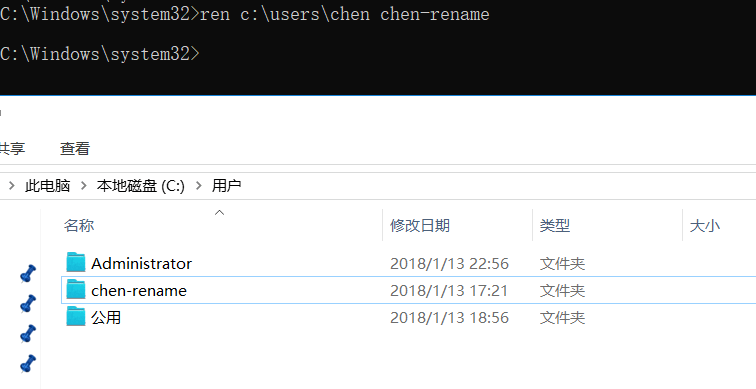 C:\Windows\system32>ren c:\users\chen chen-rename
C:\Windows\system32>
共享 查看
此电脑 本地磁盘 (C:) 用户
名称 修改日期 类型 大小
Administrator 2018/1/13 22:56 文件夹
chen-rename 2018/1/13 17:21 文件夹
公用 2018/1/13 18:56 文件夹